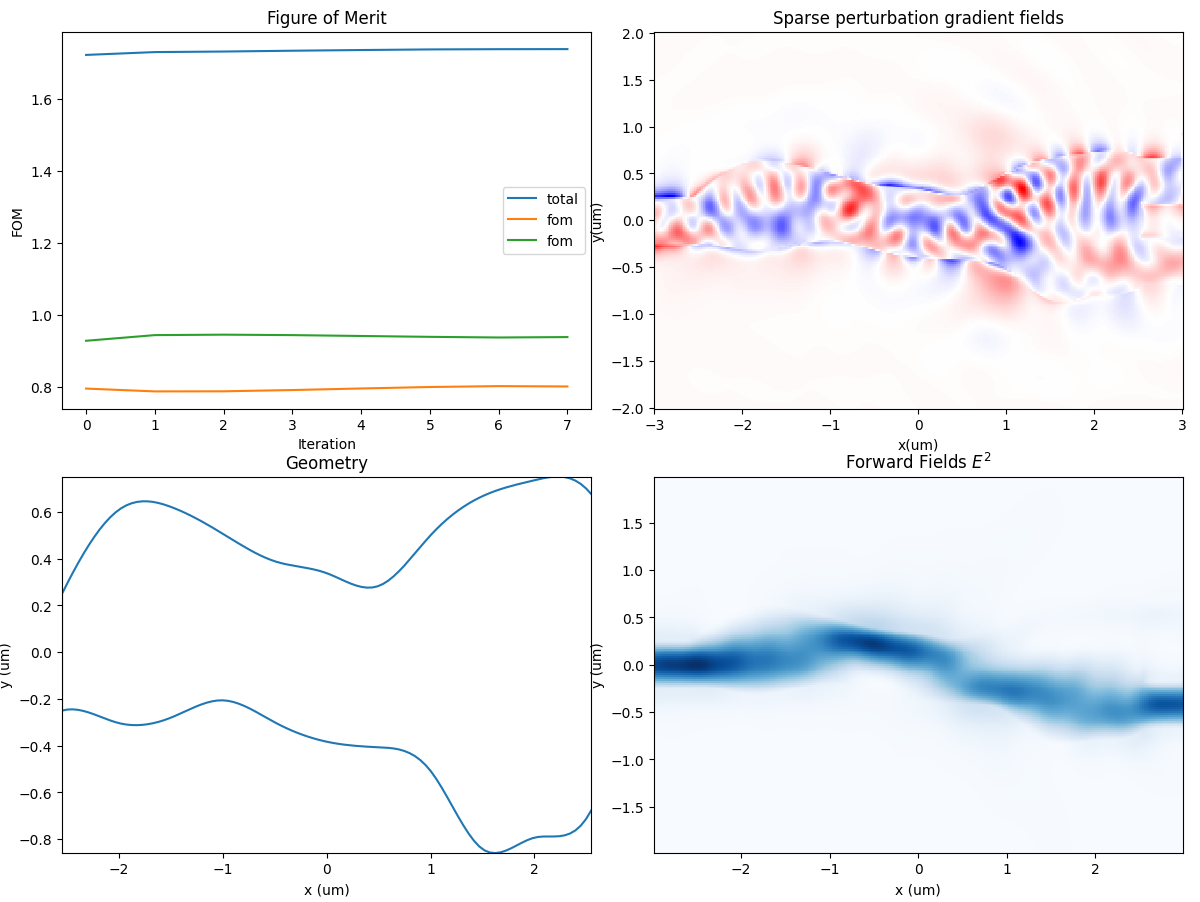 Figure of Merit
FOM
1.6
1.4
1.2
1.0
0.8
total
fom
fom
0 1 2 3 4 5 6 7
Iteration
Sparse perturbation gradient fields
y(um)
2.0
1.5
1.0
0.5
0.0
−0.5
−1.0
−1.5
−2.0
−3 −2 −1 0 1 2 3
x(um)
Geometry
y (um)
0.6
0.4
0.2
0.0
−0.2
−0.4
−0.6
−0.8
−2 −1 0 1 2
x (um)
Forward Fields E²
y (um)
1.5
1.0
0.5
0.0
−0.5
−1.0
−1.5
−2 −1 0 1 2
x (um)